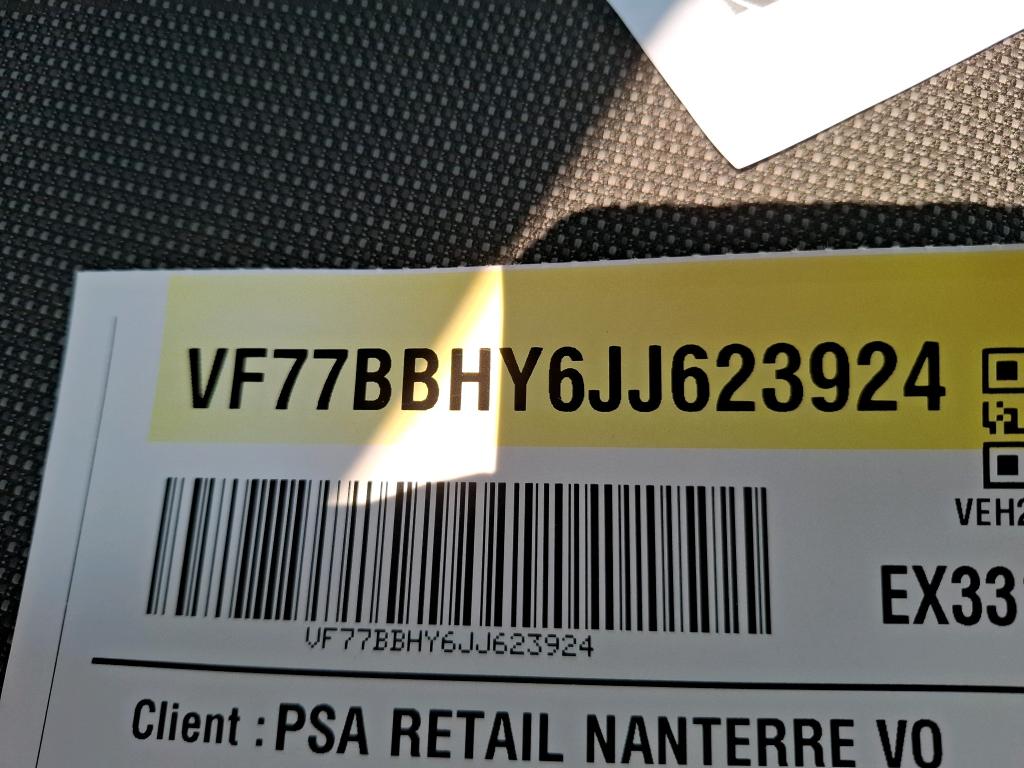 VF77BBHY6JJ623924
VEH2
VF77BBHY6JJ623924
EX33
Client : PSA RETAIL NANTERRE VO